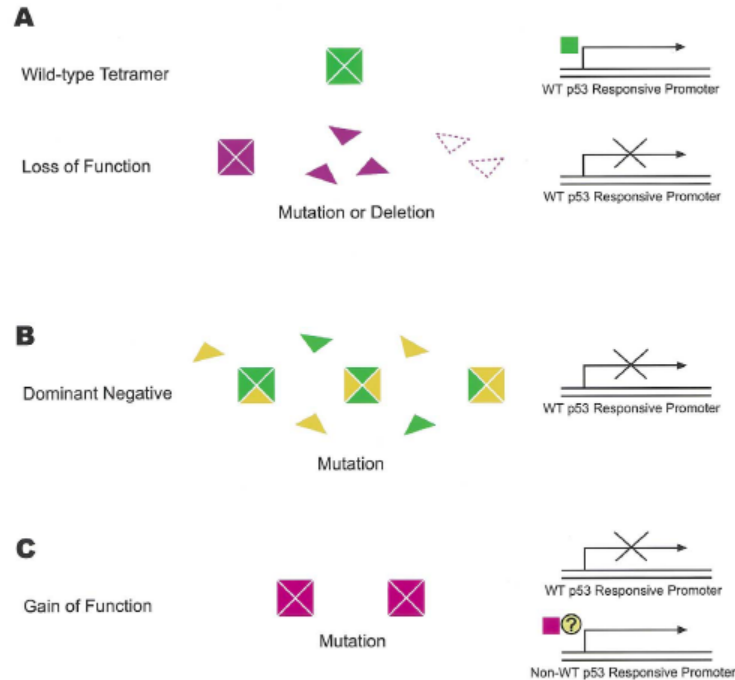 A
Wild-type Tetramer
WT p53 Responsive Promoter
Loss of Function
Mutation or Deletion
WT p53 Responsive Promoter
B
Dominant Negative
WT p53 Responsive Promoter
Mutation
C
WT p53 Responsive Promoter
Gain of Function
Mutation
?
Non-WT p53 Responsive Promoter